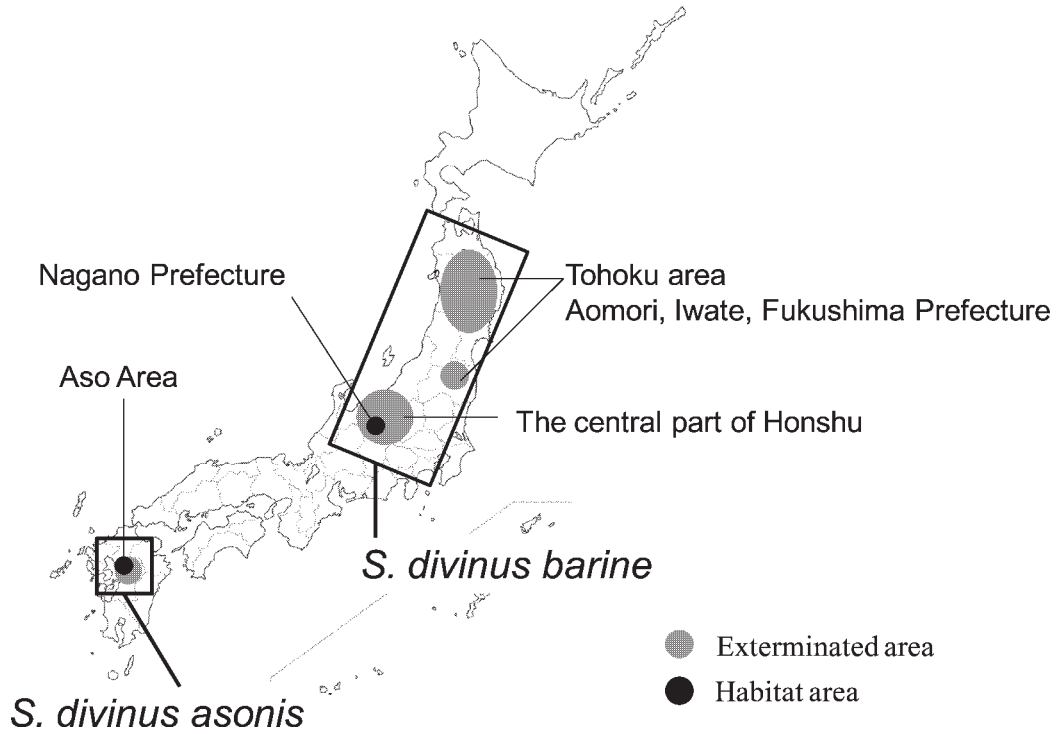 Nagano Prefecture
Tohoku area
Aomori, Iwate, Fukushima Prefecture
Aso Area
The central part of Honshu
S. divinus barine
Exterminated area
Habitat area
S. divinus asonis